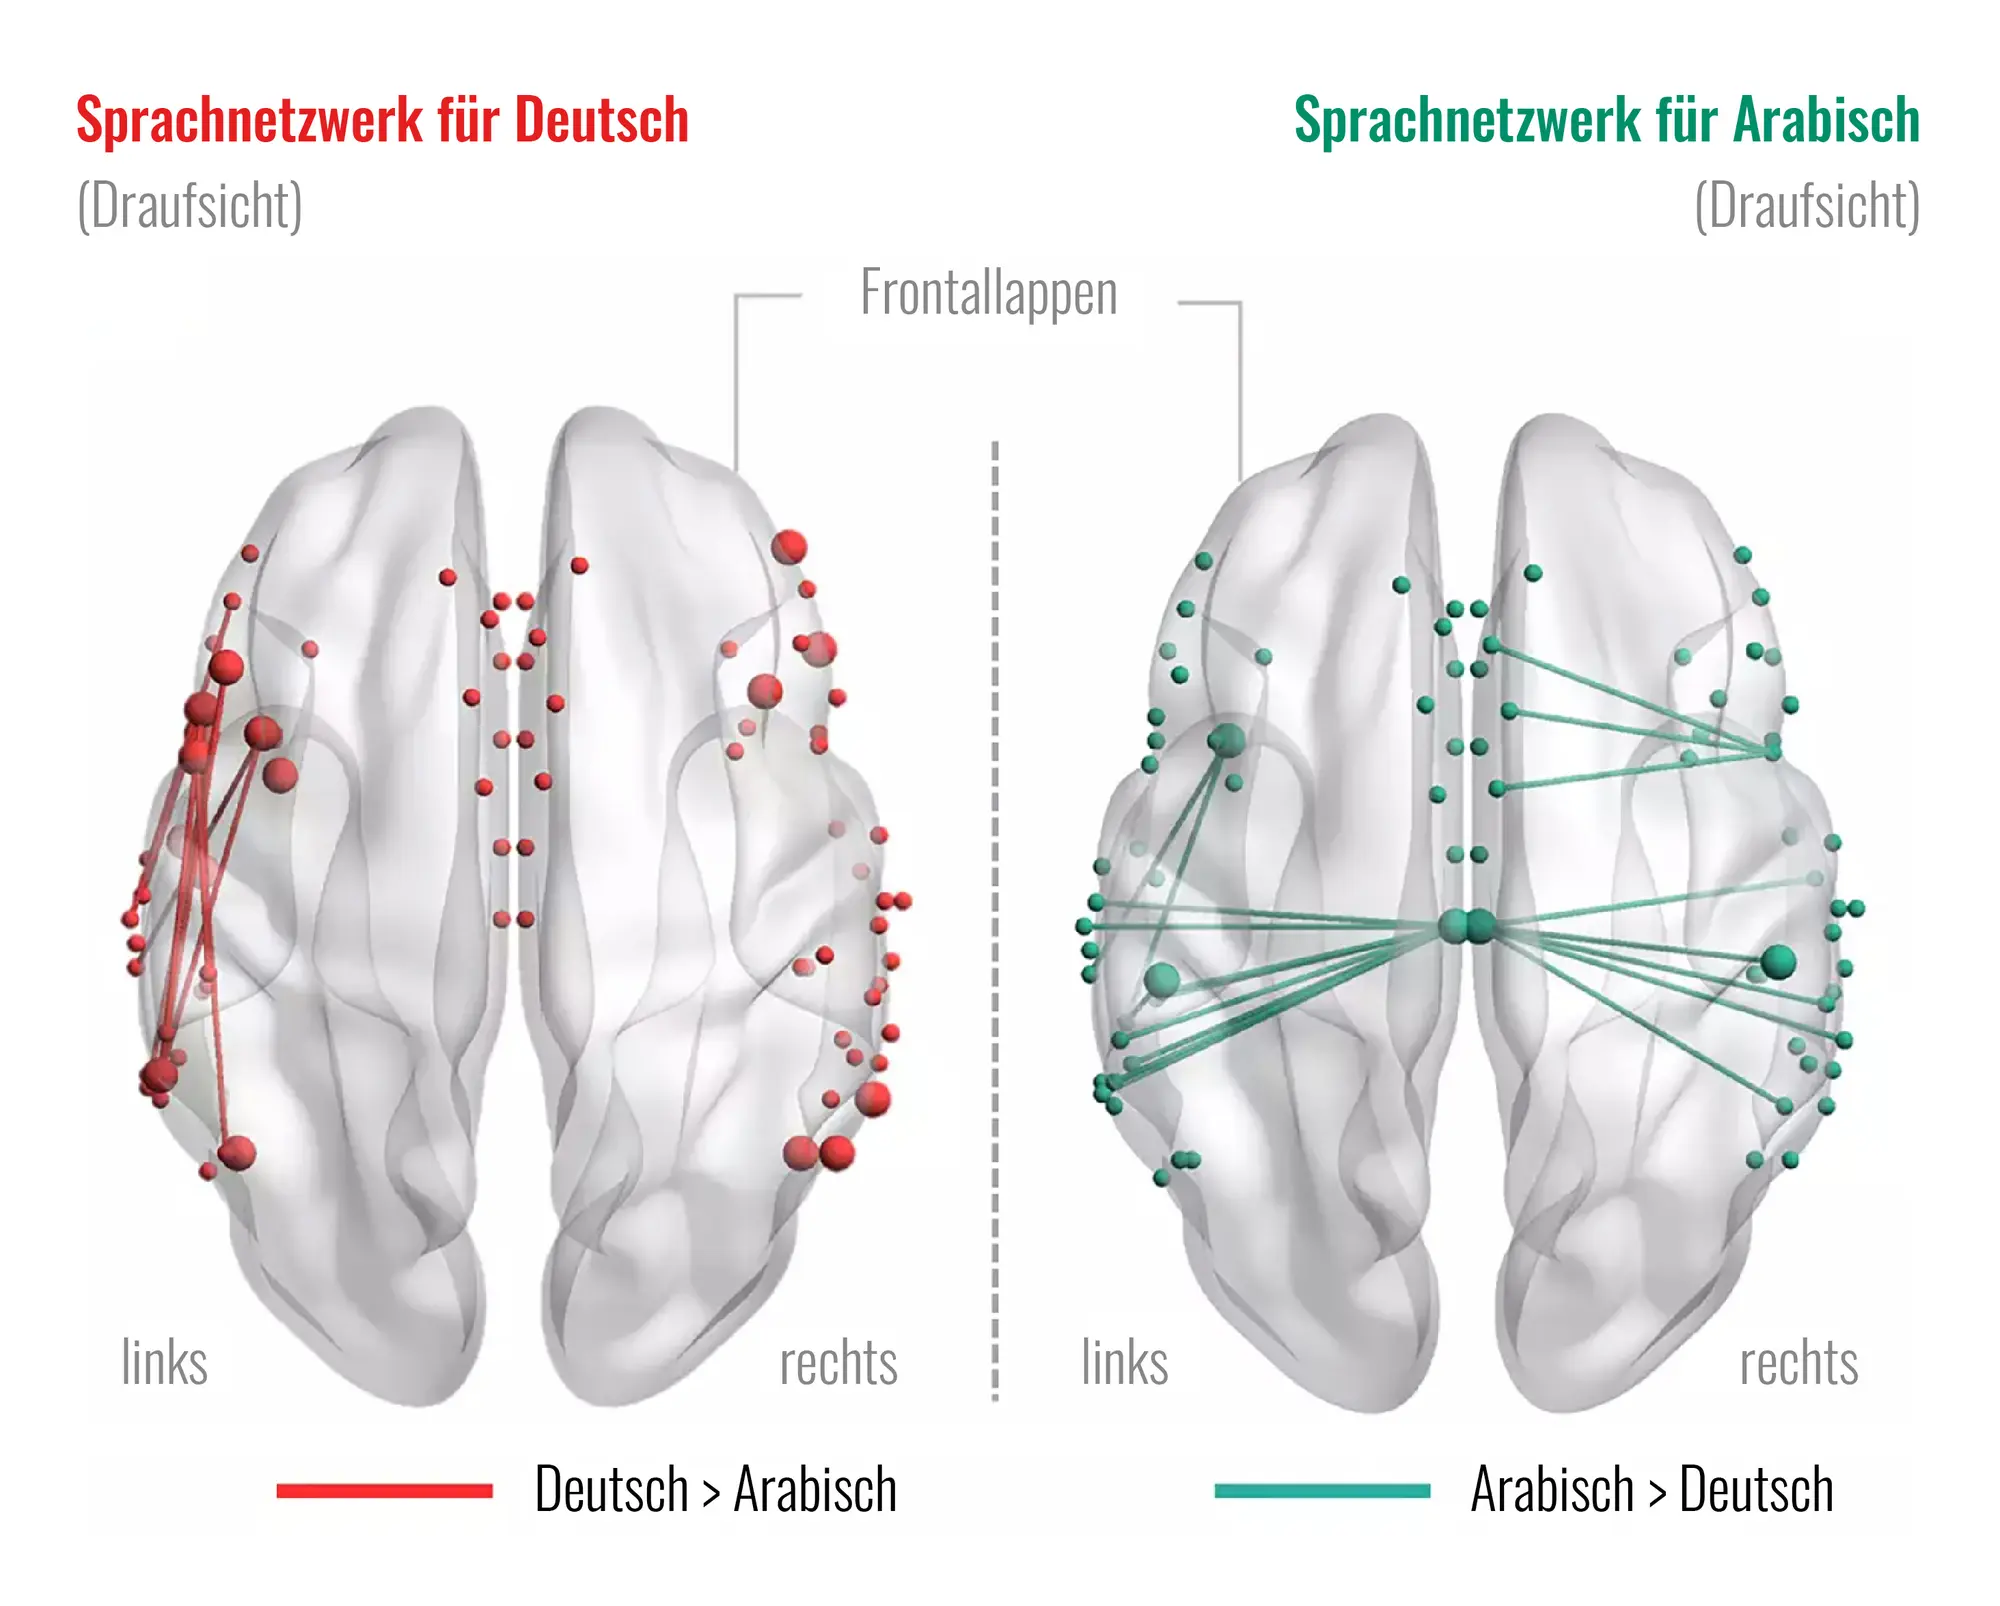 Sprachnetzwerk für Deutsch
(Draufsicht)
Sprachnetzwerk für Arabisch
(Draufsicht)
Frontallappen
links
rechts
links
rechts
Deutsch > Arabisch
Arabisch > Deutsch